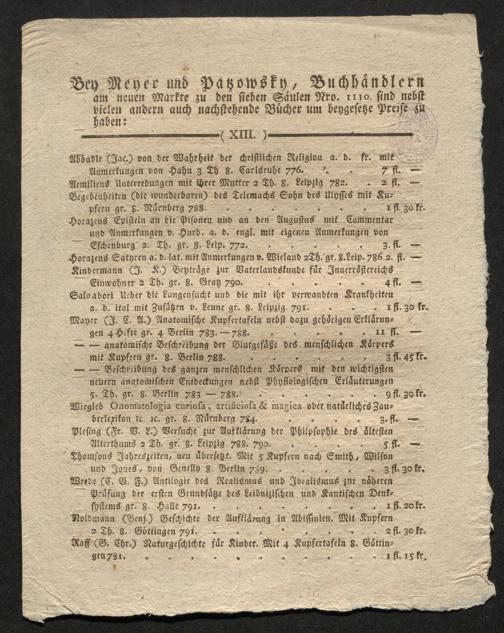 Bey Meyer und Patzowsky, Buchhändlern
am neuen Markte zu den sieben Säulen Nro. 1110. sind nebst
vielen andern auch nachstehende Bücher um beygesetze Preise zu
haben:
( XIII. )
Abbadie (Jac.) von der Wahrheit der christlichen Religion a. d. fr. mit
Anmerkungen von Hahn 3 Th 8. Carlsruhe 776. . 7 fl. —
Aemiliens Unterredungen mit ihrer Mutter 2 Th. 8. Leipzig 782. . 2 fl. —
Begebenheiten (die wunderbaren) des Telemachs Sohn des Ulysses mit Ku-
pfern gr. 8. Nürnberg 788. . . . . . 1 fl. 30 kr.
Horazens Episteln an die Pisonen und an den Augustus mit Commentar
und Anmerkungen v. Hurd. a. d. engl. mit eigenen Anmerkungen von
Eschenburg 2. Th. gr. 8. Leip. 772. . . . . 3. fl. —
Horazens Satyren a. d. lat. mit Anmerkungen v. Wieland 2 Th. gr. 8. Leip. 786. 2. fl. —
Kindermann (J. K.) Beyträge zur Vaterlandskunde für Innerösterreichs
Einwohner 2 Th. gr. 8. Gratz 790. . . . . 4 fl. —
Salvadori Ueber die Lungensucht und die mit ihr verwandten Krankheiten
a. d. ital mit Zusätzen v. Leune gr. 8. Leipzig 791. . . 1 fl. 30 kr.
Mayer (J. C. A.) Anatomische Kupfertafeln nebst dazu gehörigen Erklärun-
gen 4 Hefte gr. 4 Berlin 783. — 788. . . . . 11 fl. —
— — anatomische Beschreibung der Blutgefäße des menschlichen Körpers
mit Kupfern gr. 8. Berlin 788. . . . . 3 fl. 45 kr.
— — Beschreibung des ganzen menschlichen Körpers mit den wichtigsten
neuern anatomischen Entdeckungen nebst Physiologischen Erläuterungen
5. Th. gr. 8. Berlin 783 — 788. . . . . 9 fl. 30 kr.
Wiegleb Onomatologia curiosa, artificiosa & magica oder natürliches Zau-
berlexikon ꝛc ꝛc. gr. 8. Nürnberg 784. . . . 3. fl. —
Plessing (Fr. V. L.) Versuche zur Aufklärung der Philosophie des ältesten
Alterthums 2 Th. gr. 8. Leipzig 788. 790. . . . 5 fl. —
Thomsons Jahreszeiten, neu übersetzt. Mit 5 Kupfern nach Smith, Wilson
und Jones, von Genelly 8. Berlin 789. . . . 3 fl. 30 kr.
Wrede (C. G. F.) Antilogie des Realismus und Idealismus zur nähern
Prüfung der ersten Grundsätze des Leibnizischen und Kantischen Denk-
systems gr. 8. Halle 791. . . . . . 1 fl. 20 kr.
Noldmann (Benj.) Geschichte der Aufklärung in Abissinien. Mit Kupfern
2 Th. 8. Göttingen 791. . . . . . 2 fl. 30 kr.
Raff (G. Chr.) Naturgeschichte für Kinder. Mit 4 Kupfertafeln 8. Götting-
gen 781. . . . . . . . . 1 fl. 15 kr.